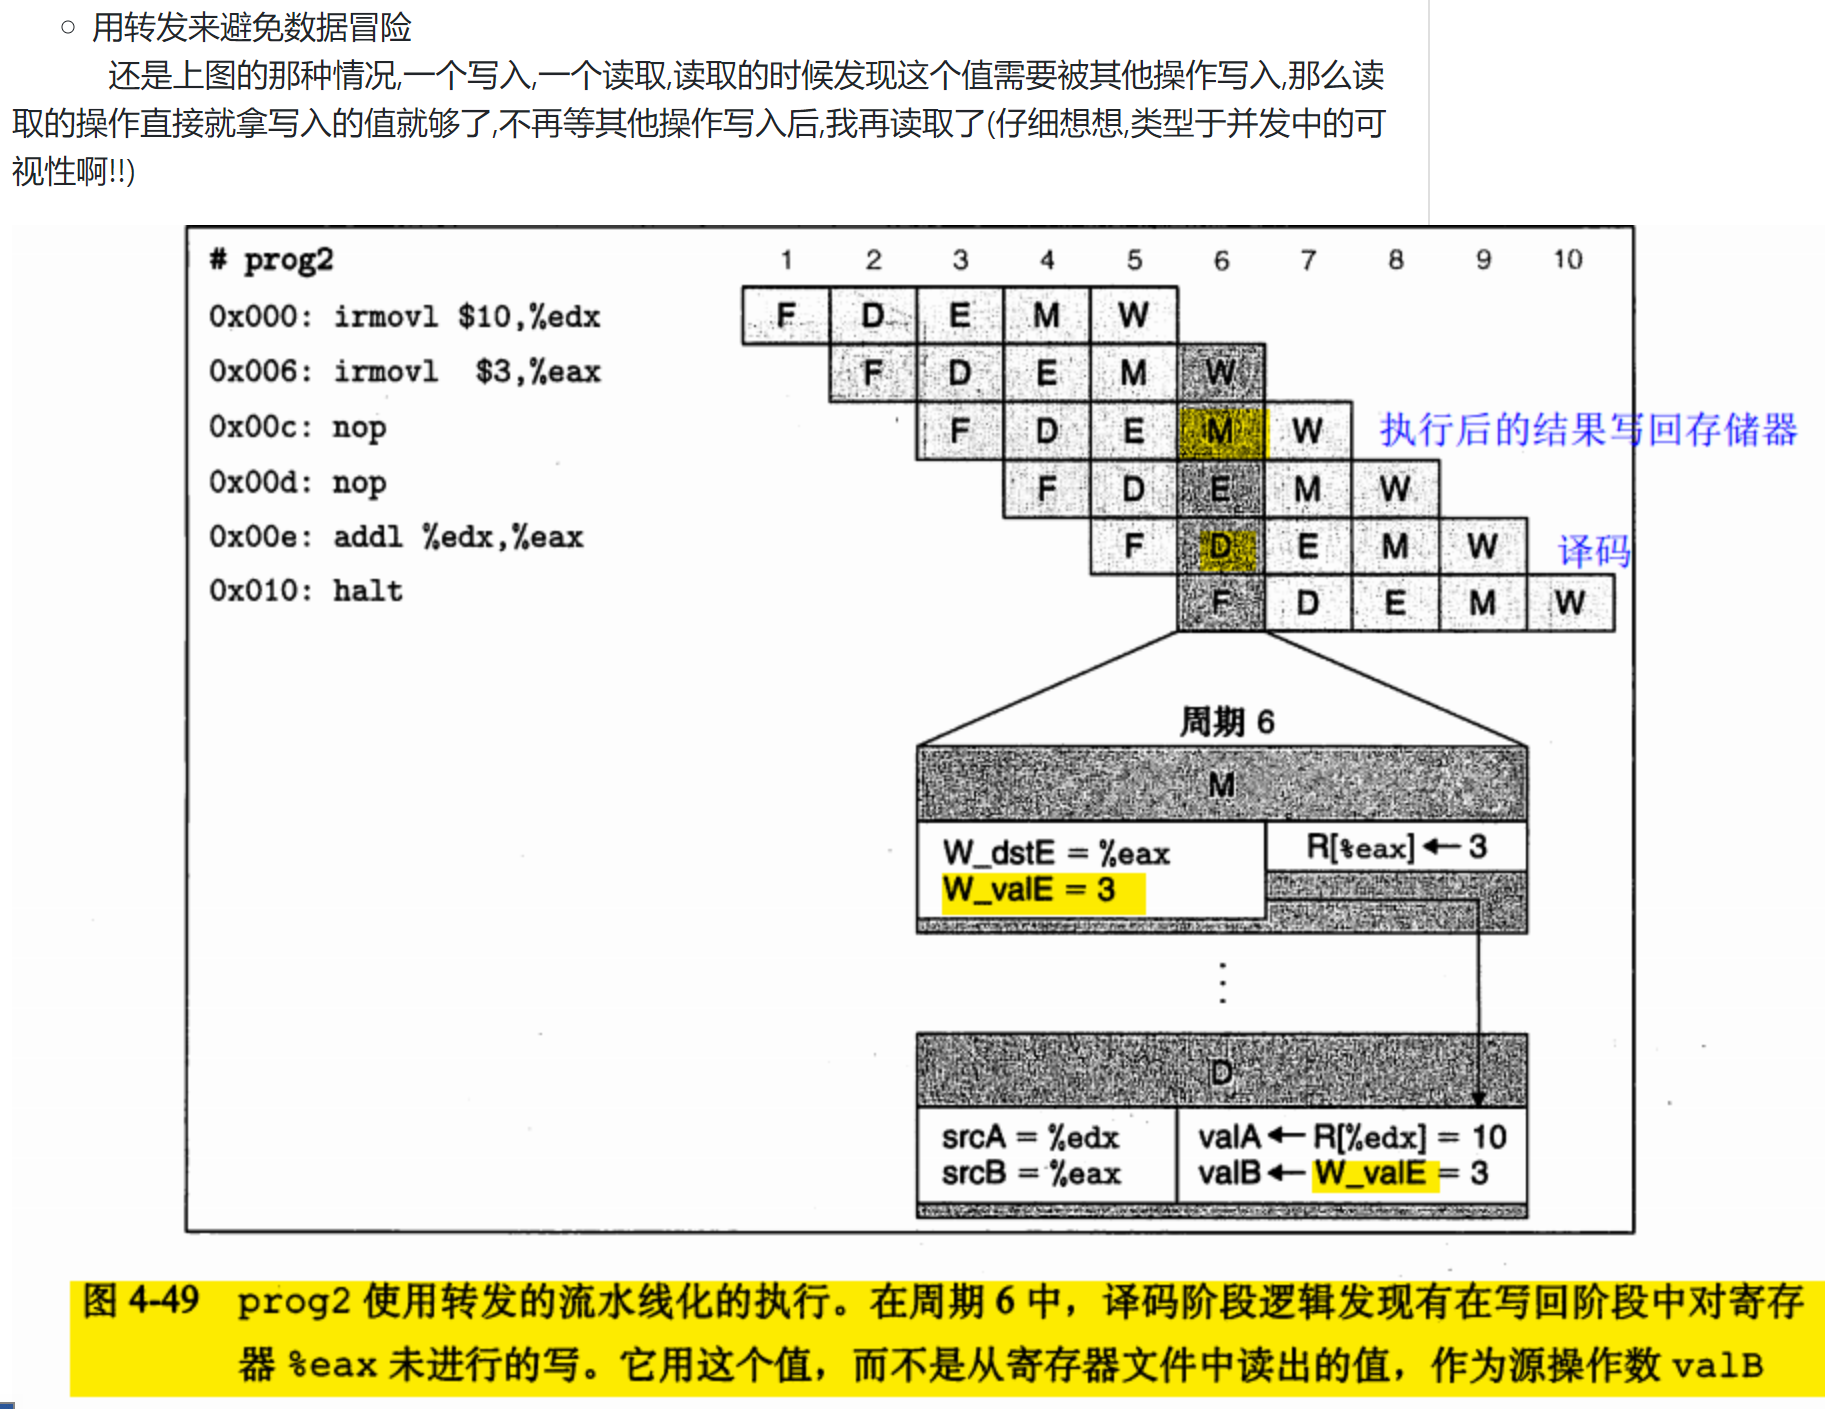 用转发来避免数据冒险
还是上图的那种情况,一个写入,一个读取,读取的时候发现这个值需要被其他操作写入,那么读
取的操作直接就拿写入的值就够了,不再等其他操作写入后,我再读取了(仔细想想,类型于并发中的可
视性啊!!)
# prog2 1 2 3 4 5 6 7 8 9 10
0x000: irmovl $10,%edx F D E M W
0x006: irmovl $3,%eax F D E M W
0x00c: nop F D E M W 执行后的结果写回存储器
0x00d: nop F D E M W
0x00e: addl %edx,%eax F D E M W 译码
0x010: halt F D E M W
周期 6
M
W_dstE = %eax R[%eax] ← 3
W_valE = 3
⋮
D
srcA = %edx valA ← R[%edx] = 10
srcB = %eax valB ← W_valE = 3
图 4-49 prog2 使用转发的流水线化的执行。在周期 6 中，译码阶段逻辑发现有在写回阶段中对寄存
器 %eax 未进行的写。它用这个值，而不是从寄存器文件中读出的值，作为源操作数 valB